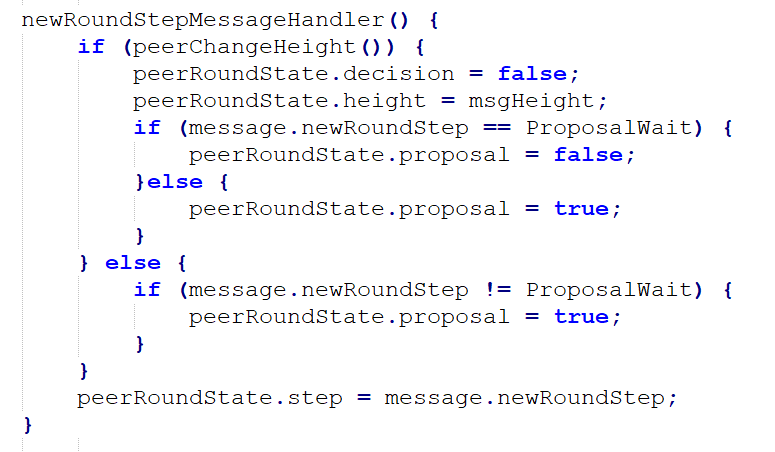 newRoundStepMessageHandler() {
    if (peerChangeHeight()) {
        peerRoundState.decision = false;
        peerRoundState.height = msgHeight;
        if (message.newRoundStep == ProposalWait) {
            peerRoundState.proposal = false;
        }else {
            peerRoundState.proposal = true;
        }
    } else {
        if (message.newRoundStep != ProposalWait) {
            peerRoundState.proposal = true;
        }
    }
    peerRoundState.step = message.newRoundStep;
}